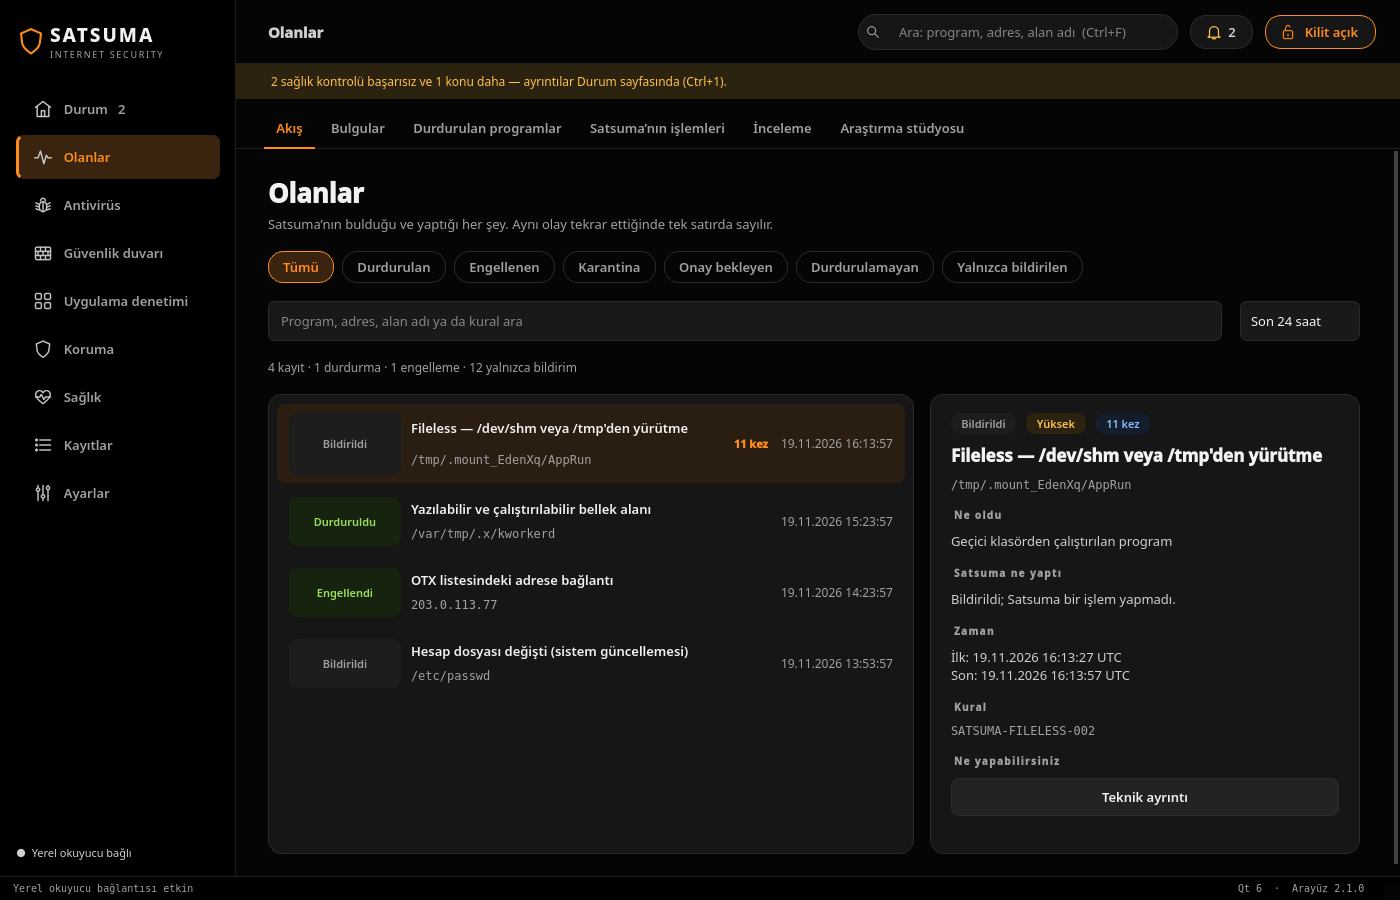 SATSUMA
INTERNET SECURITY
Durum 2
Olanlar
Antivirüs
Güvenlik duvarı
Uygulama denetimi
Koruma
Sağlık
Kayıtlar
Ayarlar
Yerel okuyucu bağlı
Olanlar
Ara: program, adres, alan adı (Ctrl+F)
2
Kilit açık
2 sağlık kontrolü başarısız ve 1 konu daha — ayrıntılar Durum sayfasında (Ctrl+1).
Akış Bulgular Durdurulan programlar Satsuma’nın işlemleri İnceleme Araştırma stüdyosu
Olanlar
Satsuma’nın bulduğu ve yaptığı her şey. Aynı olay tekrar ettiğinde tek satırda sayılır.
Tümü Durdurulan Engellenen Karantina Onay bekleyen Durdurulamayan Yalnızca bildirilen
Program, adres, alan adı ya da kural ara
Son 24 saat
4 kayıt · 1 durdurma · 1 engelleme · 12 yalnızca bildirim
Bildirildi
Fileless — /dev/shm veya /tmp'den yürütme
/tmp/.mount_EdenXq/AppRun
11 kez 19.11.2026 16:13:57
Durduruldu
Yazılabilir ve çalıştırılabilir bellek alanı
/var/tmp/.x/kworkerd
19.11.2026 15:23:57
Engellendi
OTX listesindeki adrese bağlantı
203.0.113.77
19.11.2026 14:23:57
Bildirildi
Hesap dosyası değişti (sistem güncellemesi)
/etc/passwd
19.11.2026 13:53:57
Bildirildi Yüksek 11 kez
Fileless — /dev/shm veya /tmp'den yürütme
/tmp/.mount_EdenXq/AppRun
Ne oldu
Geçici klasörden çalıştırılan program
Satsuma ne yaptı
Bildirildi; Satsuma bir işlem yapmadı.
Zaman
İlk: 19.11.2026 16:13:27 UTC
Son: 19.11.2026 16:13:57 UTC
Kural
SATSUMA-FILELESS-002
Ne yapabilirsiniz
Teknik ayrıntı
Yerel okuyucu bağlantısı etkin
Qt 6 · Arayüz 2.1.0